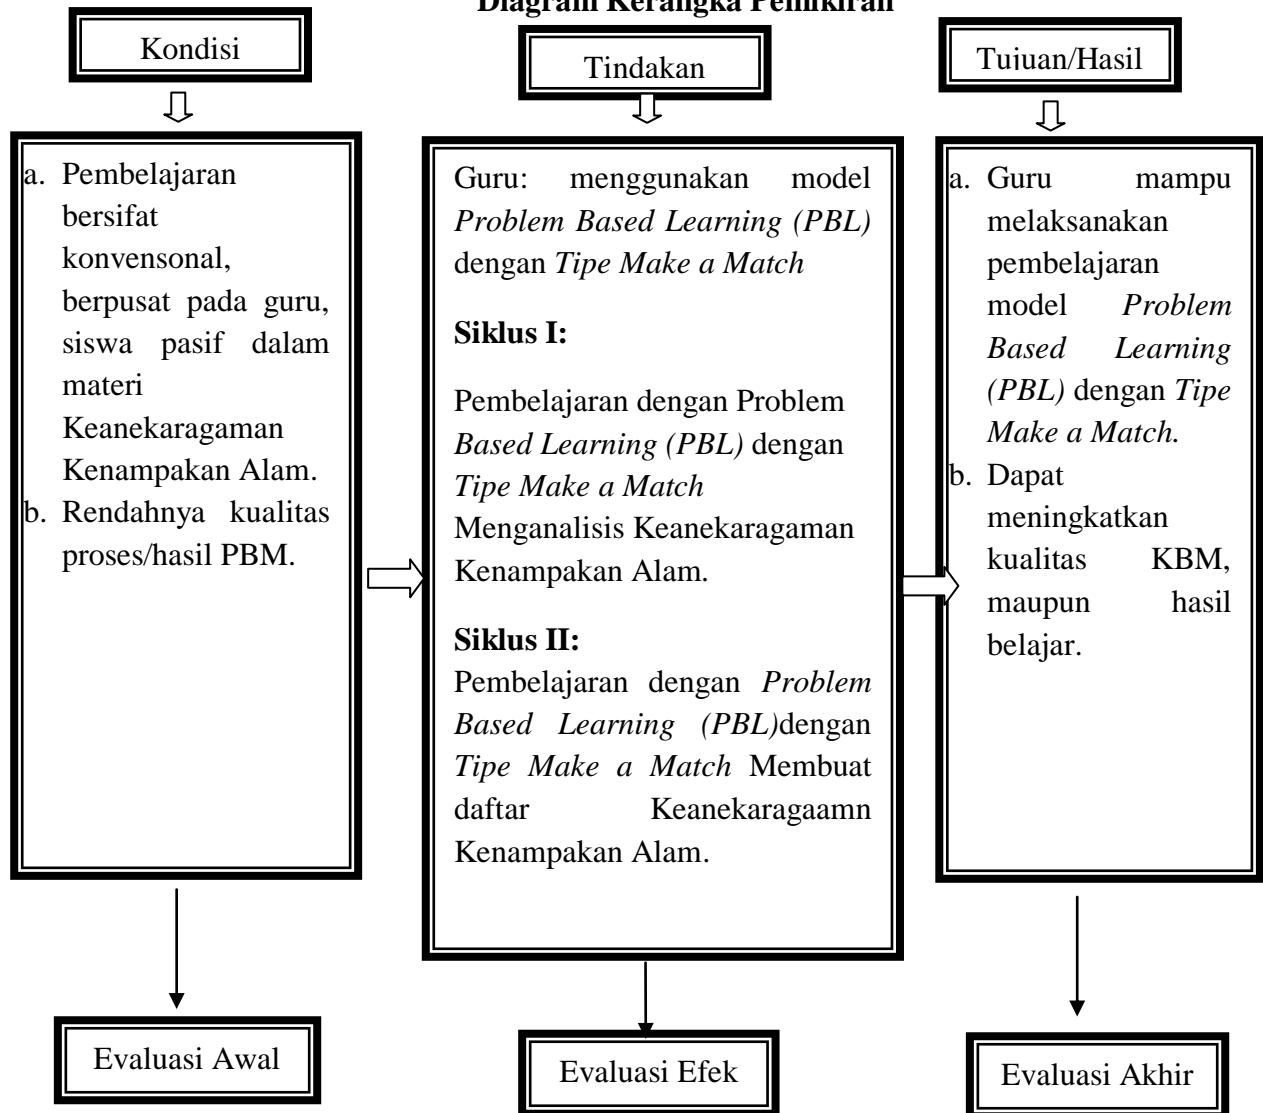 Diagram Kerangka Pemikiran
Kondisi
Tindakan
Tujuan/Hasil
a. Pembelajaran
bersifat
konvensonal,
berpusat pada guru,
siswa pasif dalam
materi
Keanekaragaman
Kenampakan Alam.
b. Rendahnya kualitas
proses/hasil PBM.
Guru: menggunakan model
Problem Based Learning (PBL)
dengan Tipe Make a Match
Siklus I:
Pembelajaran dengan Problem
Based Learning (PBL) dengan
Tipe Make a Match
Menganalisis Keanekaragaman
Kenampakan Alam.
Siklus II:
Pembelajaran dengan Problem
Based Learning (PBL)dengan
Tipe Make a Match Membuat
daftar Keanekaragaamn
Kenampakan Alam.
a. Guru mampu
melaksanakan
pembelajaran
model Problem
Based Learning
(PBL) dengan Tipe
Make a Match.
b. Dapat
meningkatkan
kualitas KBM,
maupun hasil
belajar.
Evaluasi Awal
Evaluasi Efek
Evaluasi Akhir